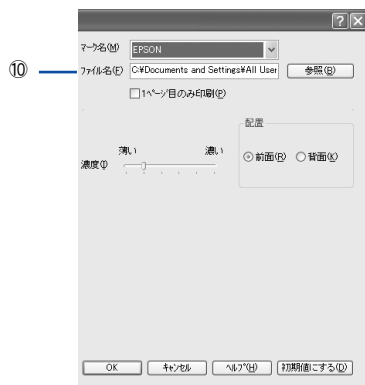 マーク名(M) EPSON
⑩ ファイル名(F) C:¥Documents and Settings¥All User 参照(B)
1ページ目のみ印刷(P)
配置
薄い 濃い
濃度(I)
前面(R) 背面(K)
OK キャンセル ヘルプ(H) 初期値にする(D)